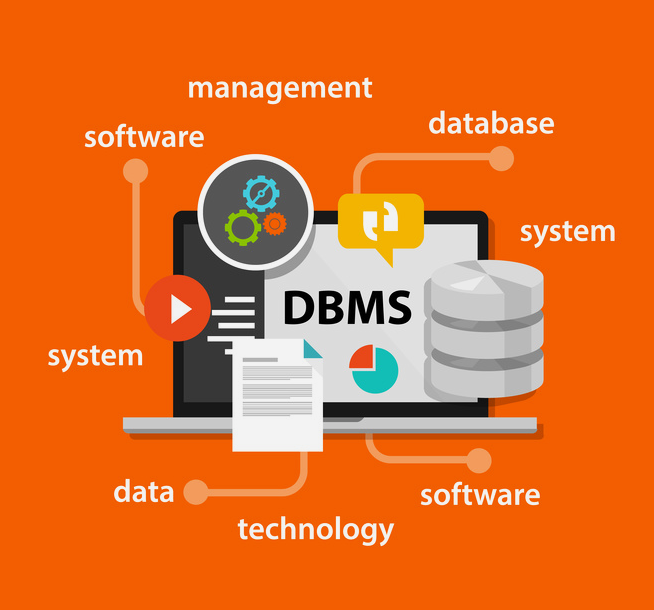 management
software
database
system
DBMS
system
data
software
technology